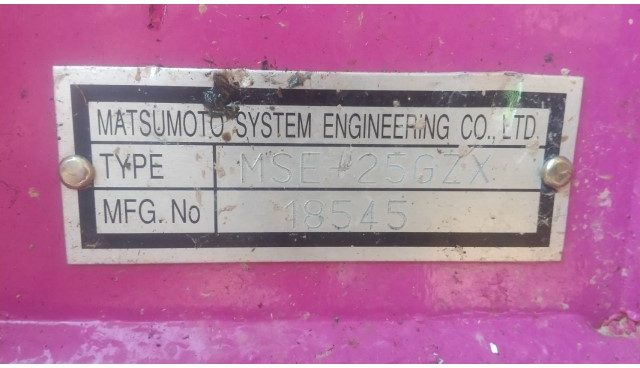 MATSUMOTO SYSTEM ENGINEERING CO., LTD.
TYPE MSE-25GZX
MFG. No 18545